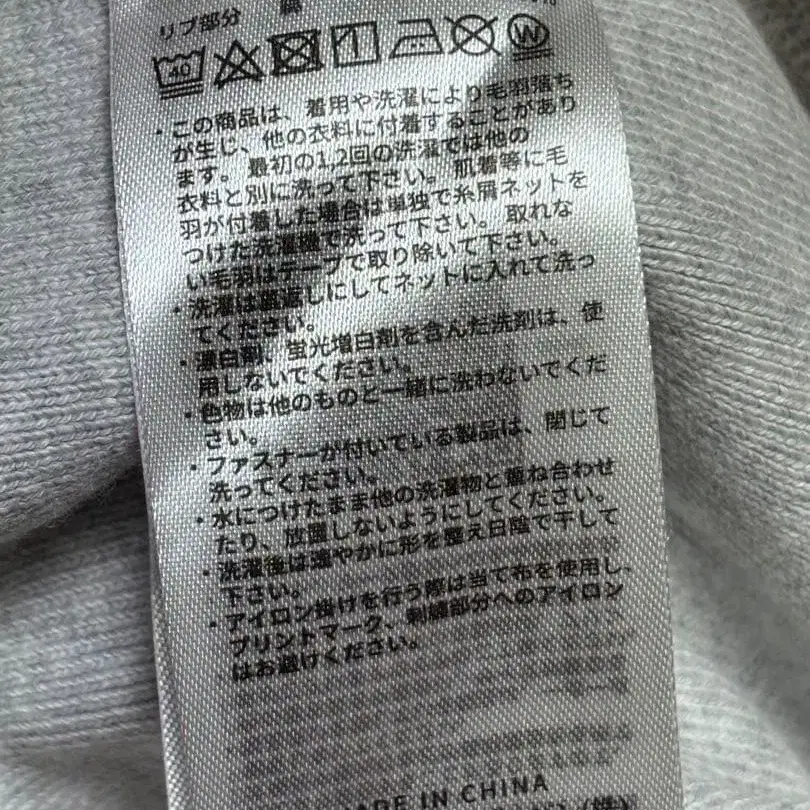 リブ部分
40
W
・この商品は、着用や洗濯により毛羽落ち
が生じ、他の衣料に付着することがあり
ます。最初の1,2回の洗濯では他の
衣料と別に洗って下さい。肌着等に毛
羽が付着した場合は単独で糸屑ネットを
つけた洗濯機で洗って下さい。取れな
い毛羽はテープで取り除いて下さい。
・洗濯は裏返しにしてネットに入れて洗っ
てください。
・漂白剤、蛍光増白剤を含んだ洗剤は、使
用しないでください。
・色物は他のものと一緒に洗わないでくだ
さい。
・ファスナーが付いている製品は、閉じて
洗ってください。
・水につけたまま他の洗濯物と重ね合わせ
たり、放置しないようにしてください。
・洗濯後は速やかに形を整え日陰で干して
下さい。
・アイロン掛けを行う際は当て布を使用し、
プリントマーク、刺繍部分へのアイロン
はお避けください。
MADE IN CHINA